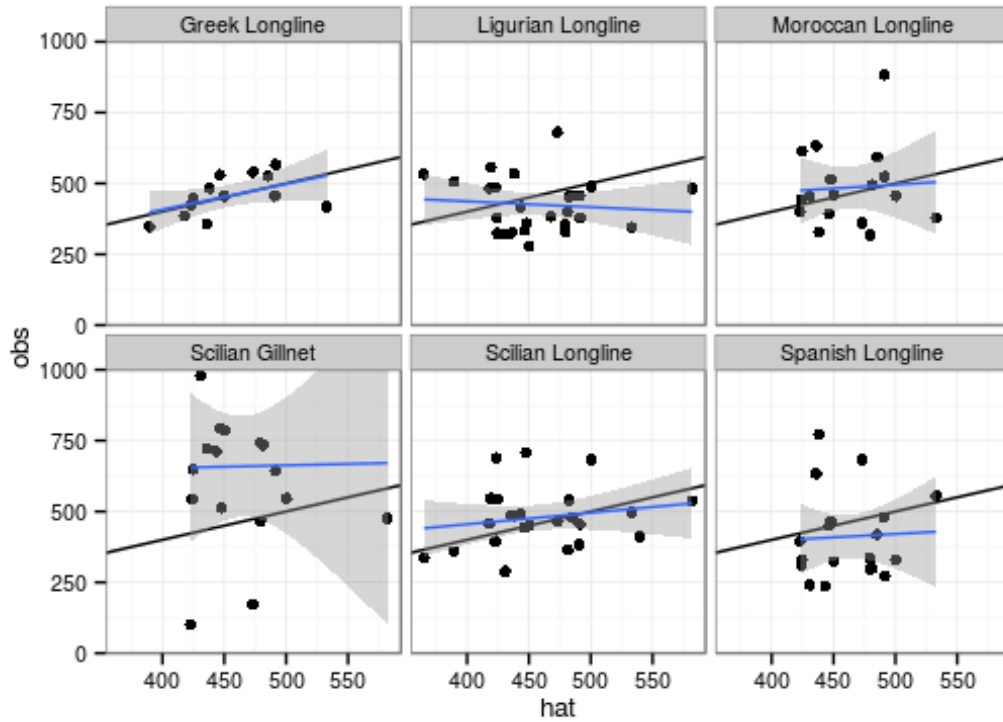 Greek Longline
Ligurian Longline
Moroccan Longline
1000
750
500
250
0
Scilian Gillnet
Scilian Longline
Spanish Longline
1000
750
500
250
0
400 450 500 550
400 450 500 550
400 450 500 550
hat
obs